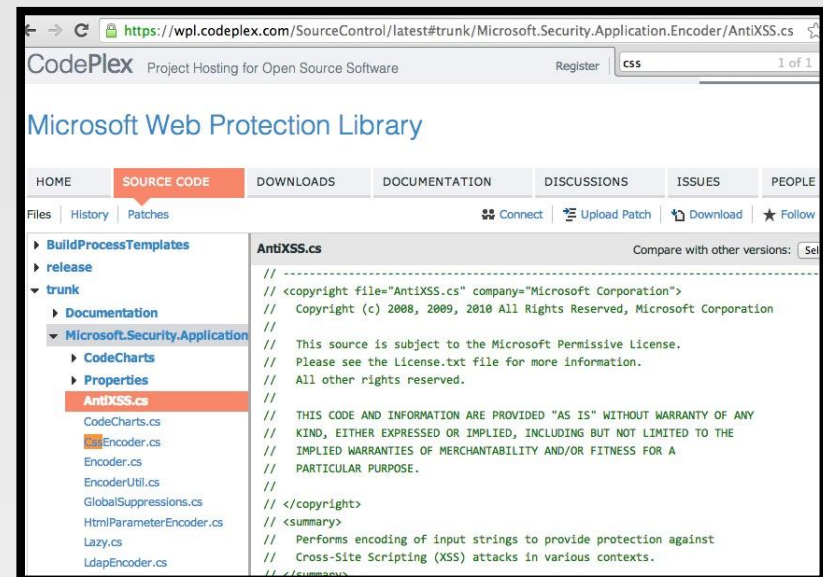 https://wpl.codeplex.com/SourceControl/latest#trunk/Microsoft.Security.Application.Encoder/AntiXSS.cs
CodePlex Project Hosting for Open Source Software Register css 1 of 1
Microsoft Web Protection Library
HOME SOURCE CODE DOWNLOADS DOCUMENTATION DISCUSSIONS ISSUES PEOPLE
Files History Patches Connect Upload Patch Download Follow
BuildProcessTemplates
release
trunk
Documentation
Microsoft.Security.Application
CodeCharts
Properties
AntiXSS.cs
CodeCharts.cs
CssEncoder.cs
Encoder.cs
EncoderUtil.cs
GlobalSuppressions.cs
HtmlParameterEncoder.cs
Lazy.cs
LdapEncoder.cs
AntiXSS.cs Compare with other versions: Sel
// ---------------------------------------------------------------------------------
// <copyright file="AntiXSS.cs" company="Microsoft Corporation">
// Copyright (c) 2008, 2009, 2010 All Rights Reserved, Microsoft Corporation
//
// This source is subject to the Microsoft Permissive License.
// Please see the License.txt file for more information.
// All other rights reserved.
//
// THIS CODE AND INFORMATION ARE PROVIDED "AS IS" WITHOUT WARRANTY OF ANY
// KIND, EITHER EXPRESSED OR IMPLIED, INCLUDING BUT NOT LIMITED TO THE
// IMPLIED WARRANTIES OF MERCHANTABILITY AND/OR FITNESS FOR A
// PARTICULAR PURPOSE.
//
// </copyright>
// <summary>
// Performs encoding of input strings to provide protection against
// Cross-Site Scripting (XSS) attacks in various contexts.
// </summary>